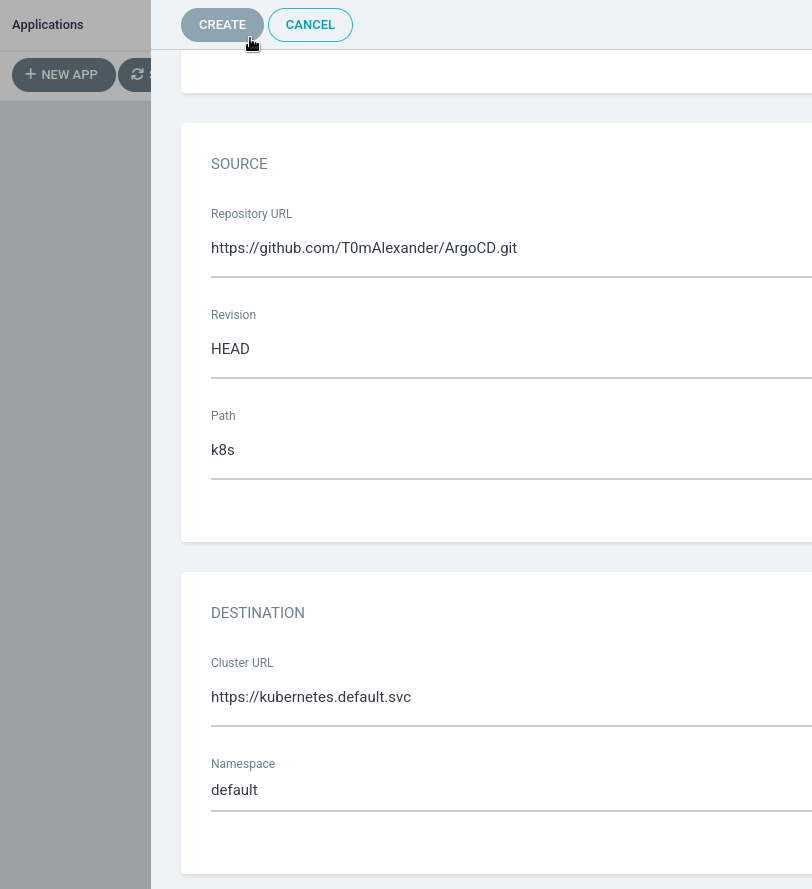 Applications
CREATE
CANCEL
NEW APP
SOURCE
Repository URL
https://github.com/T0mAlexander/ArgoCD.git
Revision
HEAD
Path
k8s
DESTINATION
Cluster URL
https://kubernetes.default.svc
Namespace
default